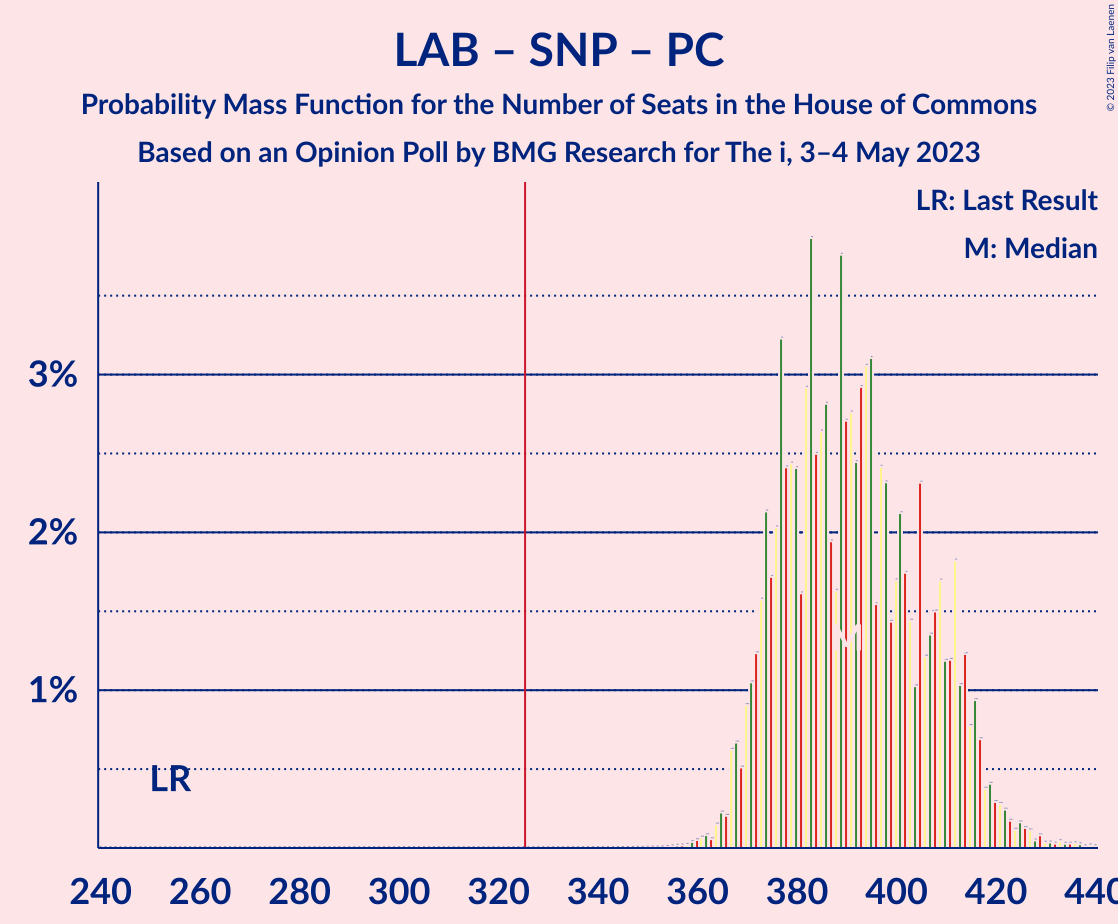 LAB – SNP – PC
Probability Mass Function for the Number of Seats in the House of Commons
Based on an Opinion Poll by BMG Research for The i, 3–4 May 2023
© 2023 Filip van Laenen
LR: Last Result
M: Median
3%
2%
1%
M
LR
240 260 280 300 320 340 360 380 400 420 440